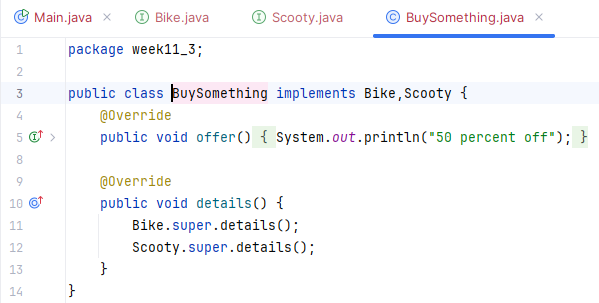 Main.java
Bike.java
Scooty.java
BuySomething.java
1 package week11_3;
2
3 public class BuySomething implements Bike,Scooty {
4 @Override
5 public void offer() { System.out.println("50 percent off"); }
8
9 @Override
10 public void details() {
11 Bike.super.details();
12 Scooty.super.details();
13 }
14 }